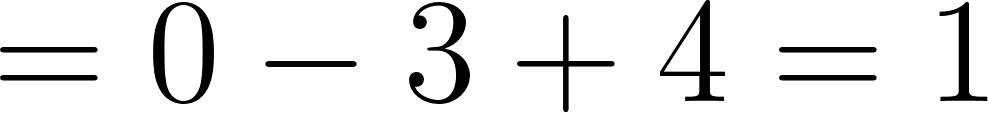 = 0 − 3 + 4 = 1